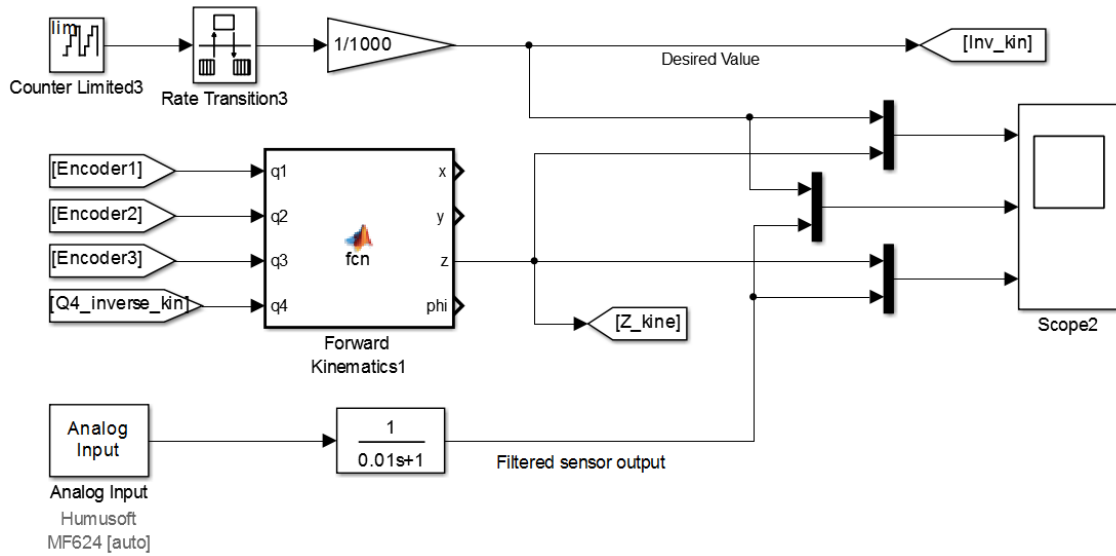 lim
Counter Limited3
Rate Transition3
1/1000
Desired Value
[Inv_kin]
[Encoder1]
[Encoder2]
[Encoder3]
[Q4_inverse_kin]
q1
q2
q3
q4
fcn
x
y
z
phi
Forward
Kinematics1
[Z_kine]
Scope2
Analog
Input
Analog Input
Humusoft
MF624 [auto]
1
0.01s+1
Filtered sensor output